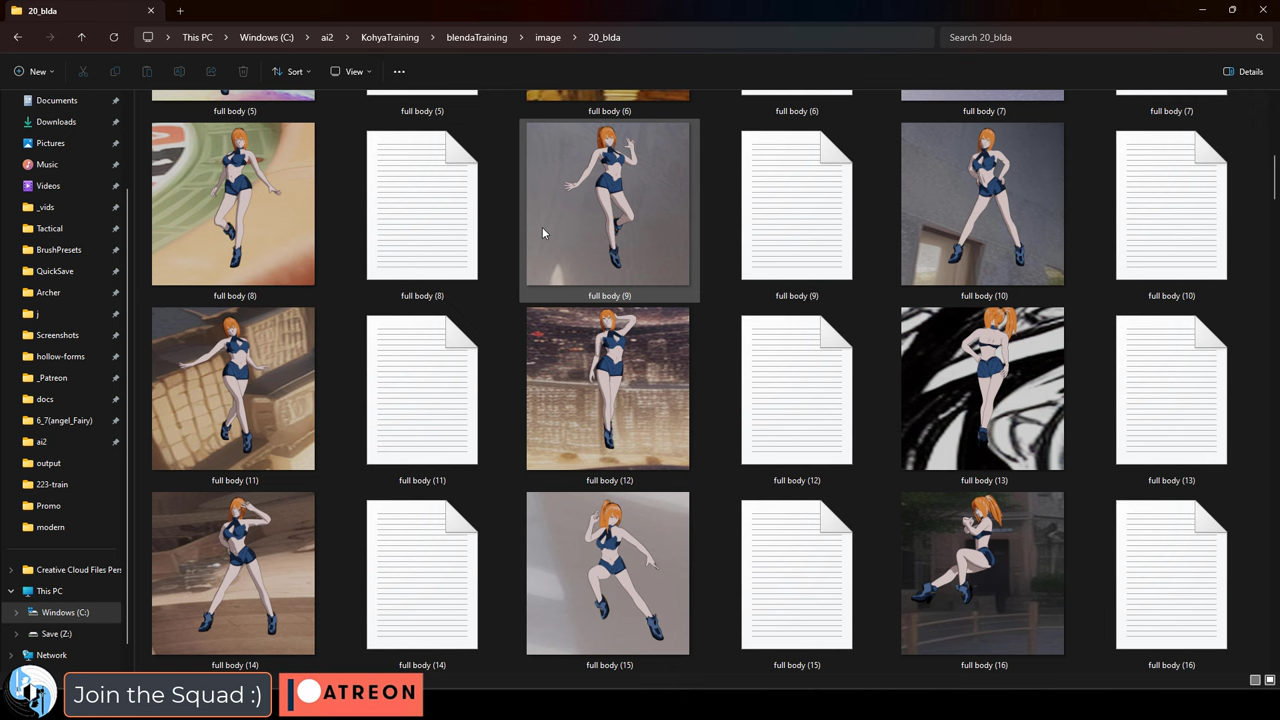 20_blda
This PC
Windows (C:)
ai2
KohyaTraining
blendaTraining
image
20_blda
Search 20_blda
New
Sort
View
Details
Documents
Downloads
Pictures
Music
Videos
_vids
Tactical
BrushPresets
QuickSave
Archer
j
Screenshots
hollow-forms
_Patreon
docs
6_7(angel_Fairy)
ai2
output
223-train
Promo
modern
Creative Cloud Files Pers
This PC
Windows (C:)
Save (Z:)
Network
full body (5)
full body (5)
full body (6)
full body (6)
full body (7)
full body (7)
full body (8)
full body (8)
full body (9)
full body (9)
full body (10)
full body (10)
full body (11)
full body (11)
full body (12)
full body (12)
full body (13)
full body (13)
full body (14)
full body (14)
full body (15)
full body (15)
full body (16)
full body (16)
Join the Squad :)
PATREON